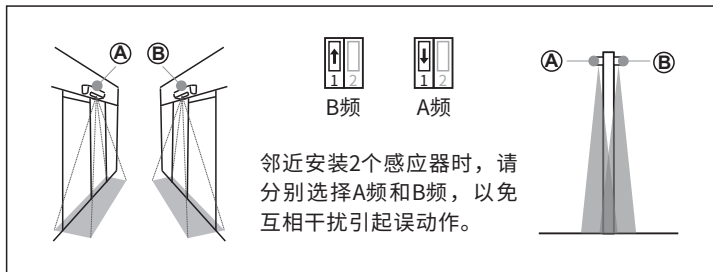 A B
1 2 1 2
B频 A频
邻近安装2个感应器时，请
分别选择A频和B频，以免
互相干扰引起误动作。
A B